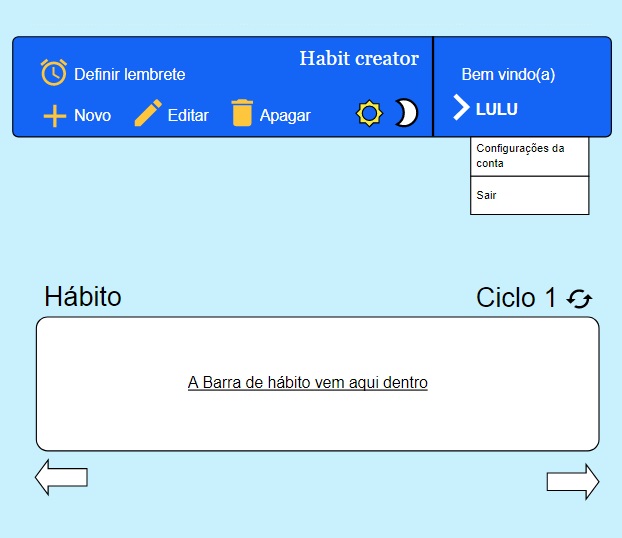 Habit creator
Definir lembrete
Novo
Editar
Apagar
Bem vindo(a)
LULU
Configurações da
conta
Sair
Hábito
Ciclo 1
A Barra de hábito vem aqui dentro